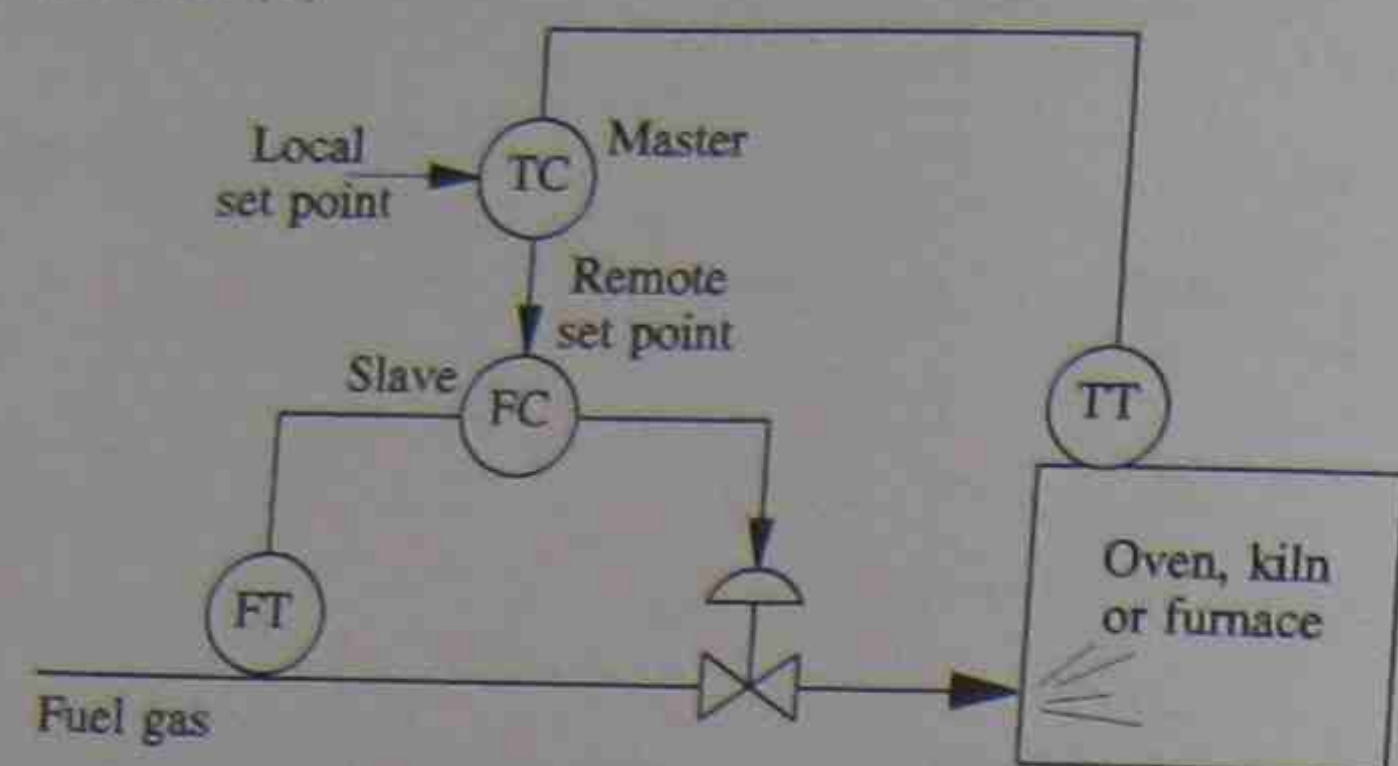 Local
set point
TC
Master
Remote
set point
Slave
FC
TT
FT
Oven, kiln
or furnace
Fuel gas